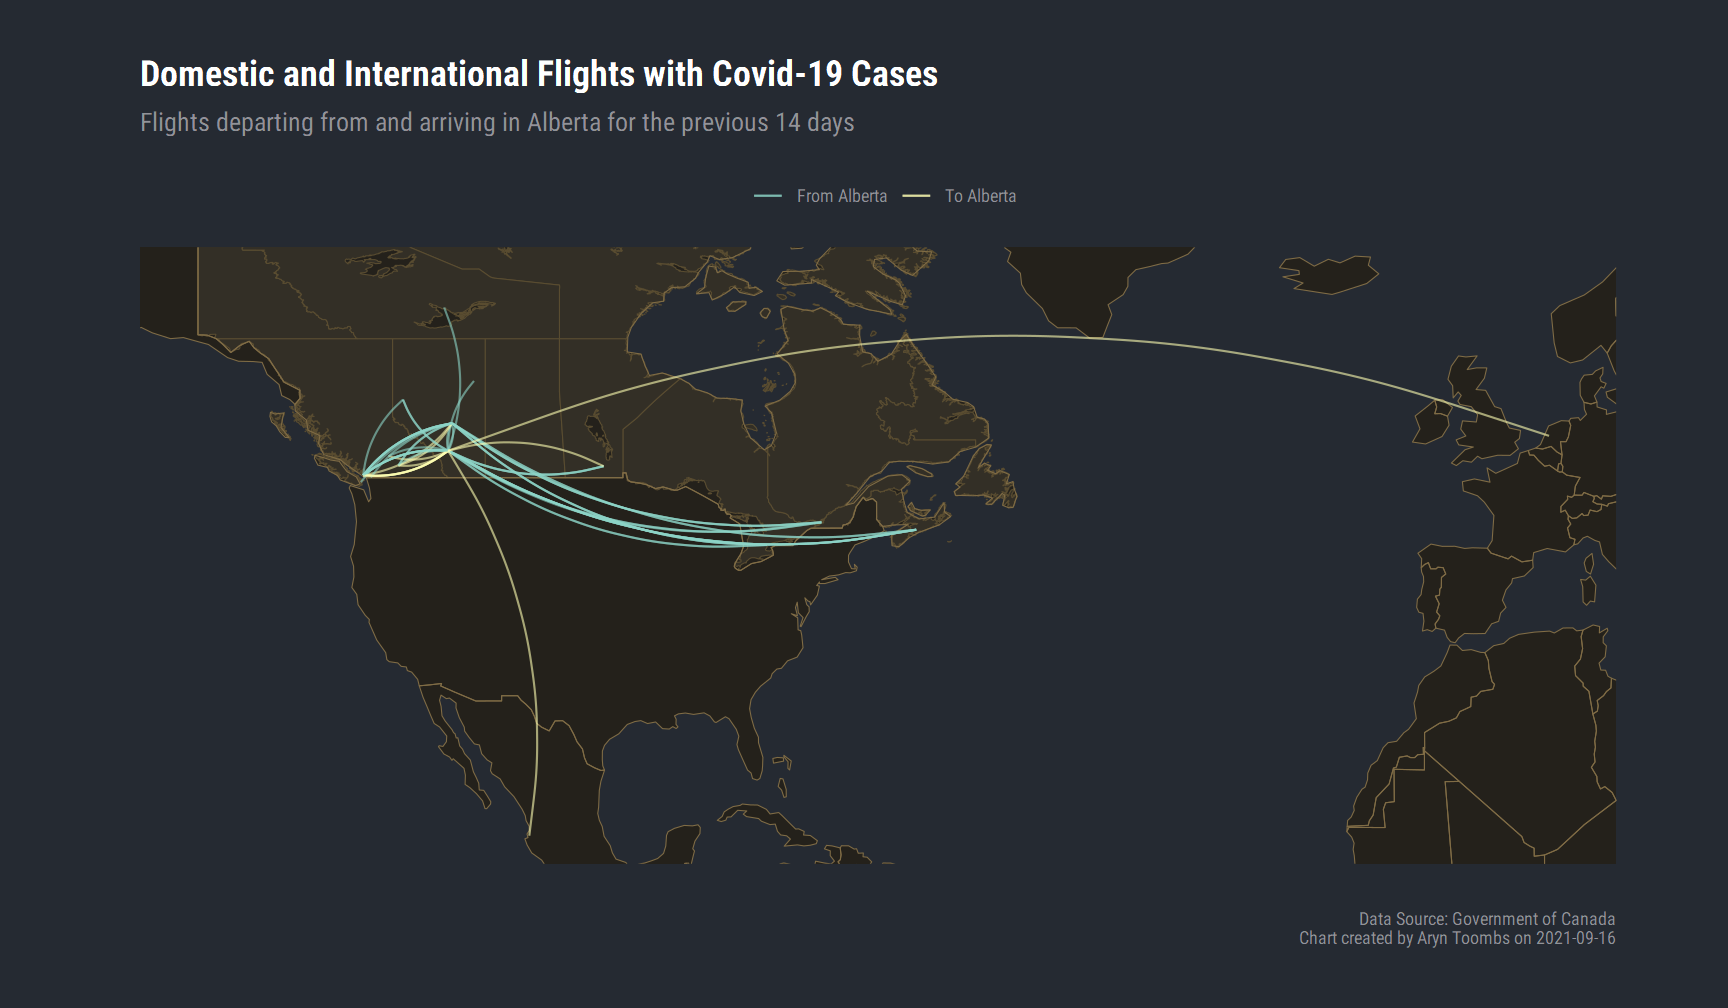 Domestic and International Flights with Covid-19 Cases
Flights departing from and arriving in Alberta for the previous 14 days
From Alberta To Alberta
Data Source: Government of Canada
Chart created by Aryn Toombs on 2021-09-16